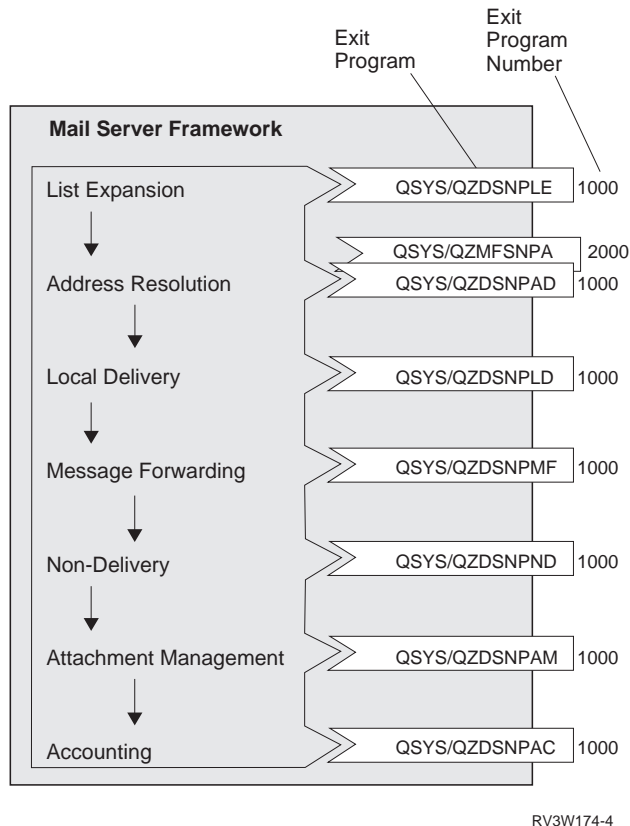 Exit
Program
Exit
Program
Number
Mail Server Framework
List Expansion
QSYS/QZDSNPLE
1000
QSYS/QZMFSNPA
2000
Address Resolution
QSYS/QZDSNPAD
1000
Local Delivery
QSYS/QZDSNPLD
1000
Message Forwarding
QSYS/QZDSNPMF
1000
Non-Delivery
QSYS/QZDSNPND
1000
Attachment Management
QSYS/QZDSNPAM
1000
Accounting
QSYS/QZDSNPAC
1000
RV3W174-4